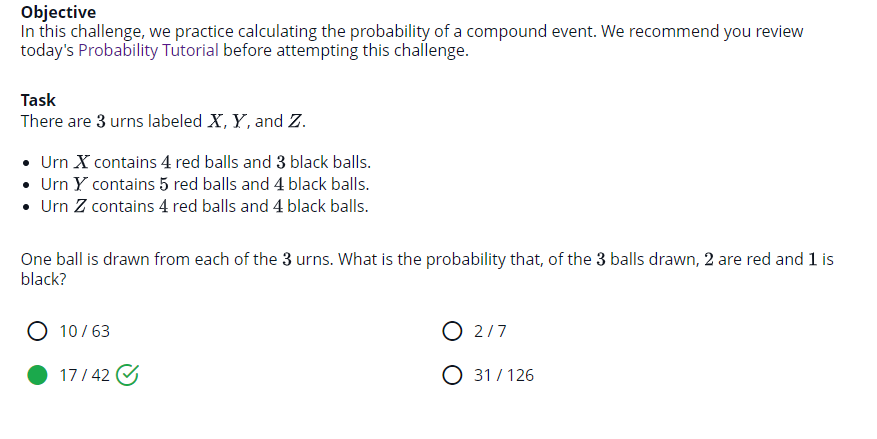 Objective
In this challenge, we practice calculating the probability of a compound event. We recommend you review
today's Probability Tutorial before attempting this challenge.
Task
There are 3 urns labeled X, Y, and Z.
• Urn X contains 4 red balls and 3 black balls.
• Urn Y contains 5 red balls and 4 black balls.
• Urn Z contains 4 red balls and 4 black balls.
One ball is drawn from each of the 3 urns. What is the probability that, of the 3 balls drawn, 2 are red and 1 is
black?
10 / 63
2 / 7
17 / 42
31 / 126